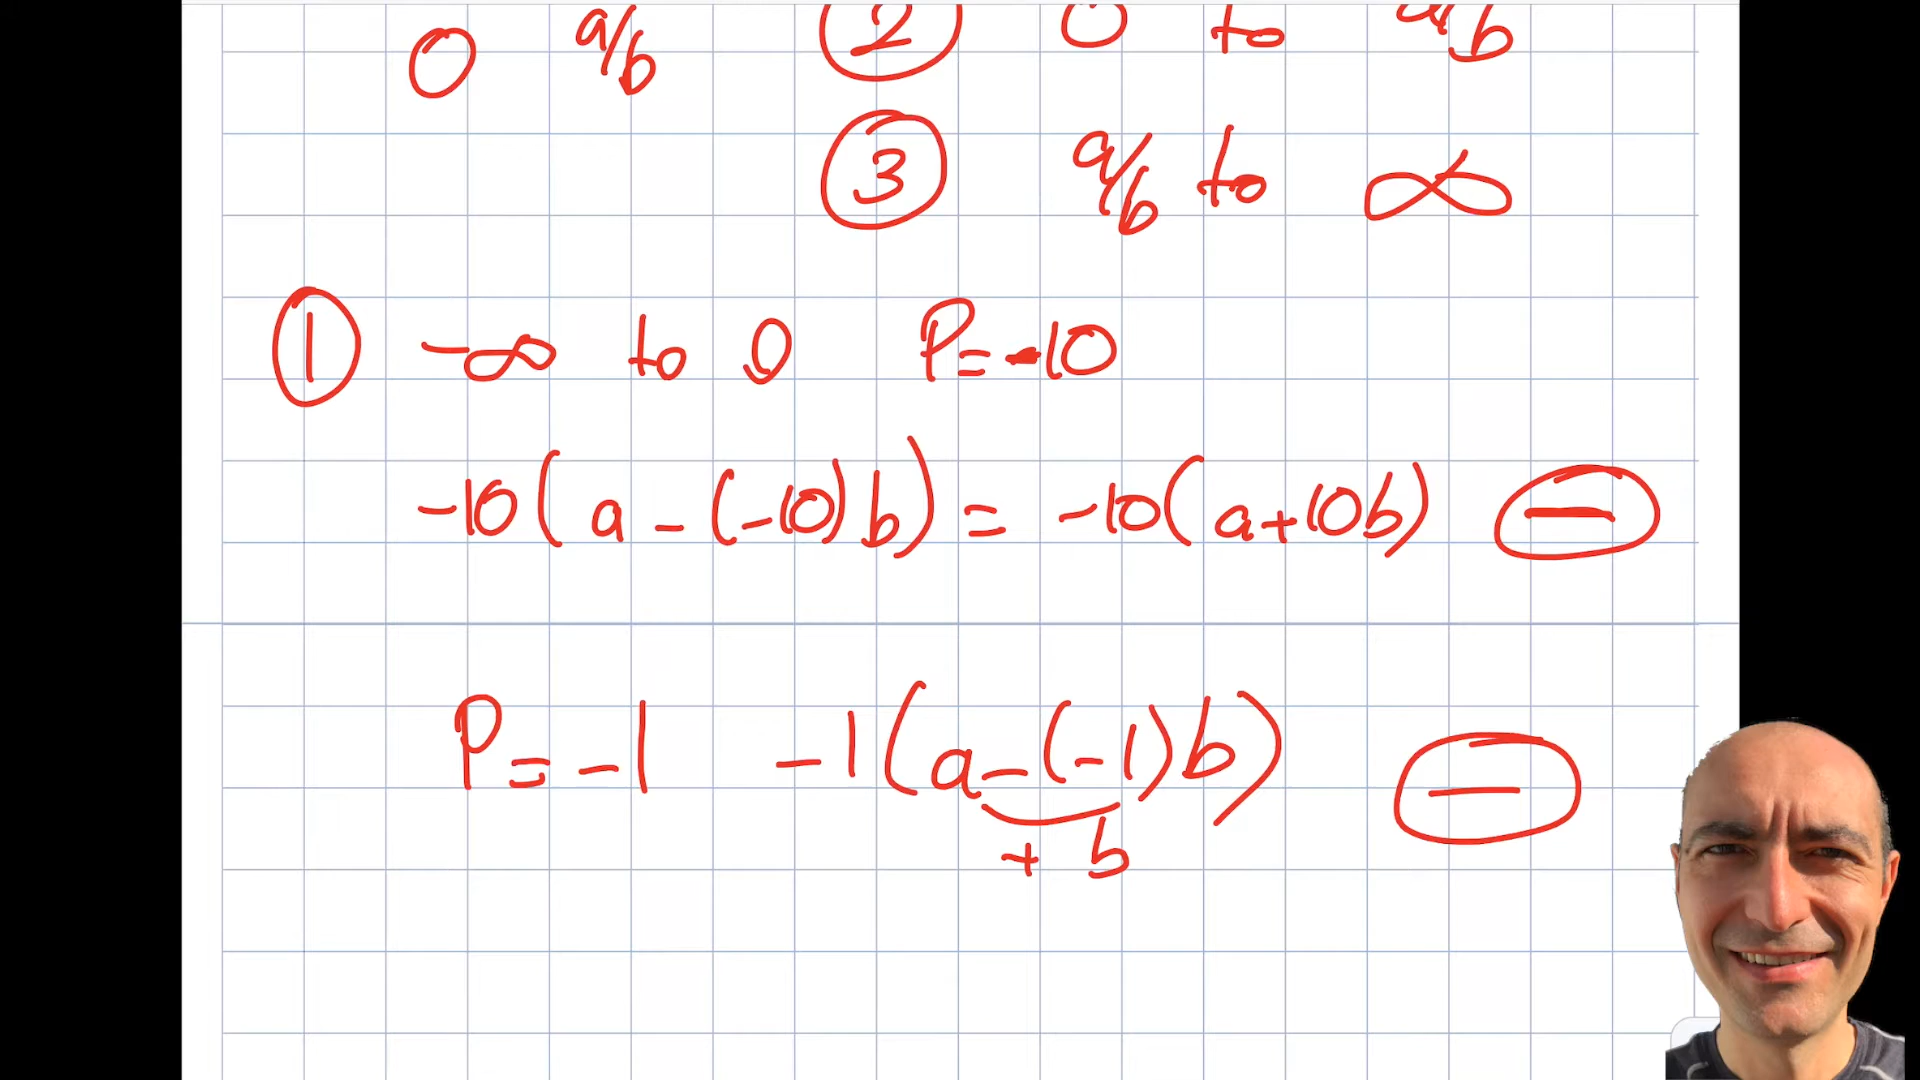 0 a/b ② 0 to a/b
③ a/b to ∞
① -∞ to 0 P=-10
-10(a-(-10)b) = -10(a+10b) ⊖
P=-1 -1(a-(-1)b) ⊖
+ b